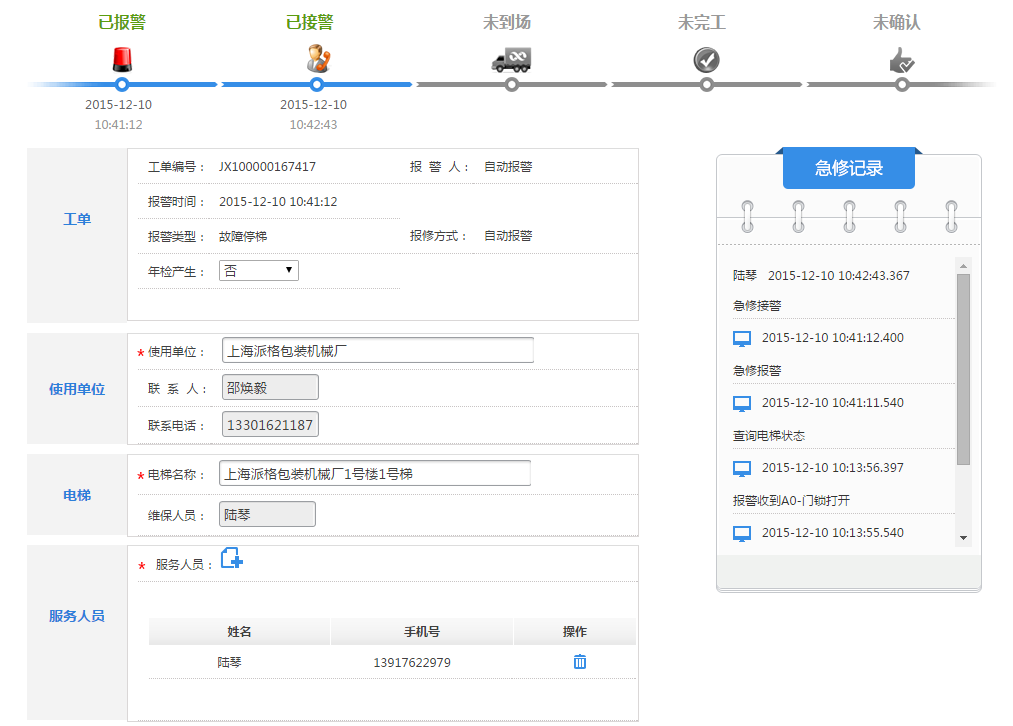 已报警 已接警 未到场 未完工 未确认
2015-12-10 2015-12-10
10:41:12 10:42:43
工单
工单编号： JX100000167417 报 警 人： 自动报警
报警时间： 2015-12-10 10:41:12
报警类型： 故障停梯 报修方式： 自动报警
年检产生： 否
使用单位
*使用单位： 上海派格包装机械厂
联 系 人： 邵焕毅
联系电话： 13301621187
电梯
*电梯名称： 上海派格包装机械厂1号楼1号梯
维保人员： 陆琴
服务人员
* 服务人员：
姓名 手机号 操作
陆琴 13917622979
急修记录
陆琴 2015-12-10 10:42:43.367
急修接警
2015-12-10 10:41:12.400
急修报警
2015-12-10 10:41:11.540
查询电梯状态
2015-12-10 10:13:56.397
报警收到A0-门锁打开
2015-12-10 10:13:55.540